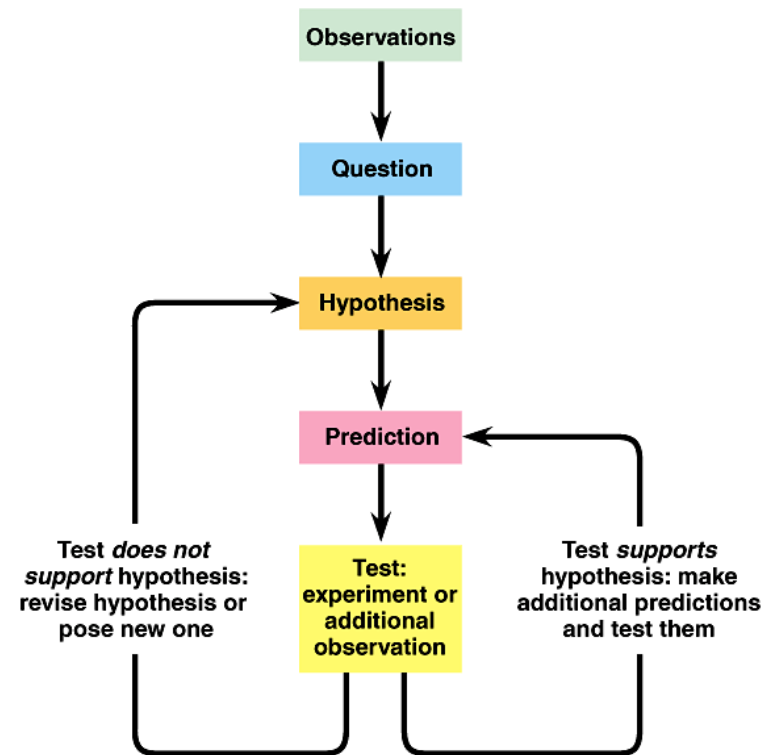 Observations
Question
Hypothesis
Prediction
Test does not
support hypothesis:
revise hypothesis or
pose new one
Test:
experiment or
additional
observation
Test supports
hypothesis: make
additional predictions
and test them